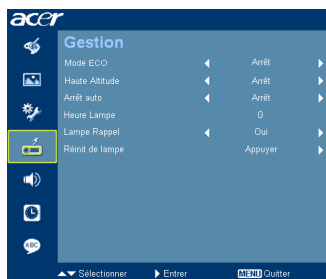 acer
Gestion
Mode ECO Arrêt
Haute Altitude Arrêt
Arrêt auto Arrêt
Heure Lampe 0
Lampe Rappel Oui
Réinit de lampe Appuyer
ABC
Sélectionner Entrer MENU Quitter